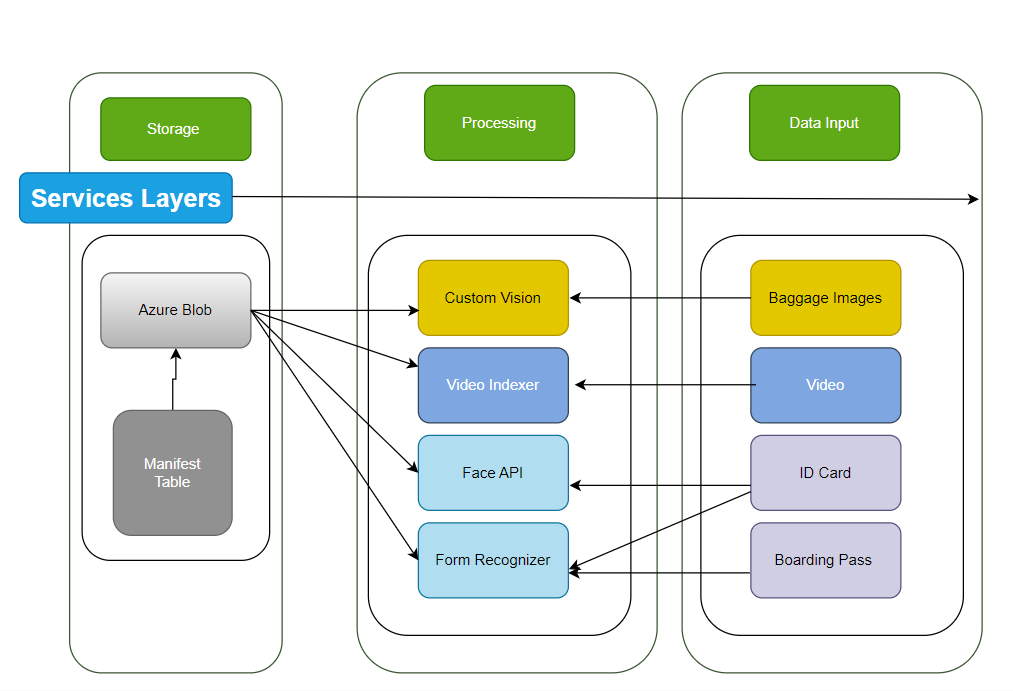 Storage
Processing
Data Input
Services Layers
Azure Blob
Manifest
Table
Custom Vision
Video Indexer
Face API
Form Recognizer
Baggage Images
Video
ID Card
Boarding Pass